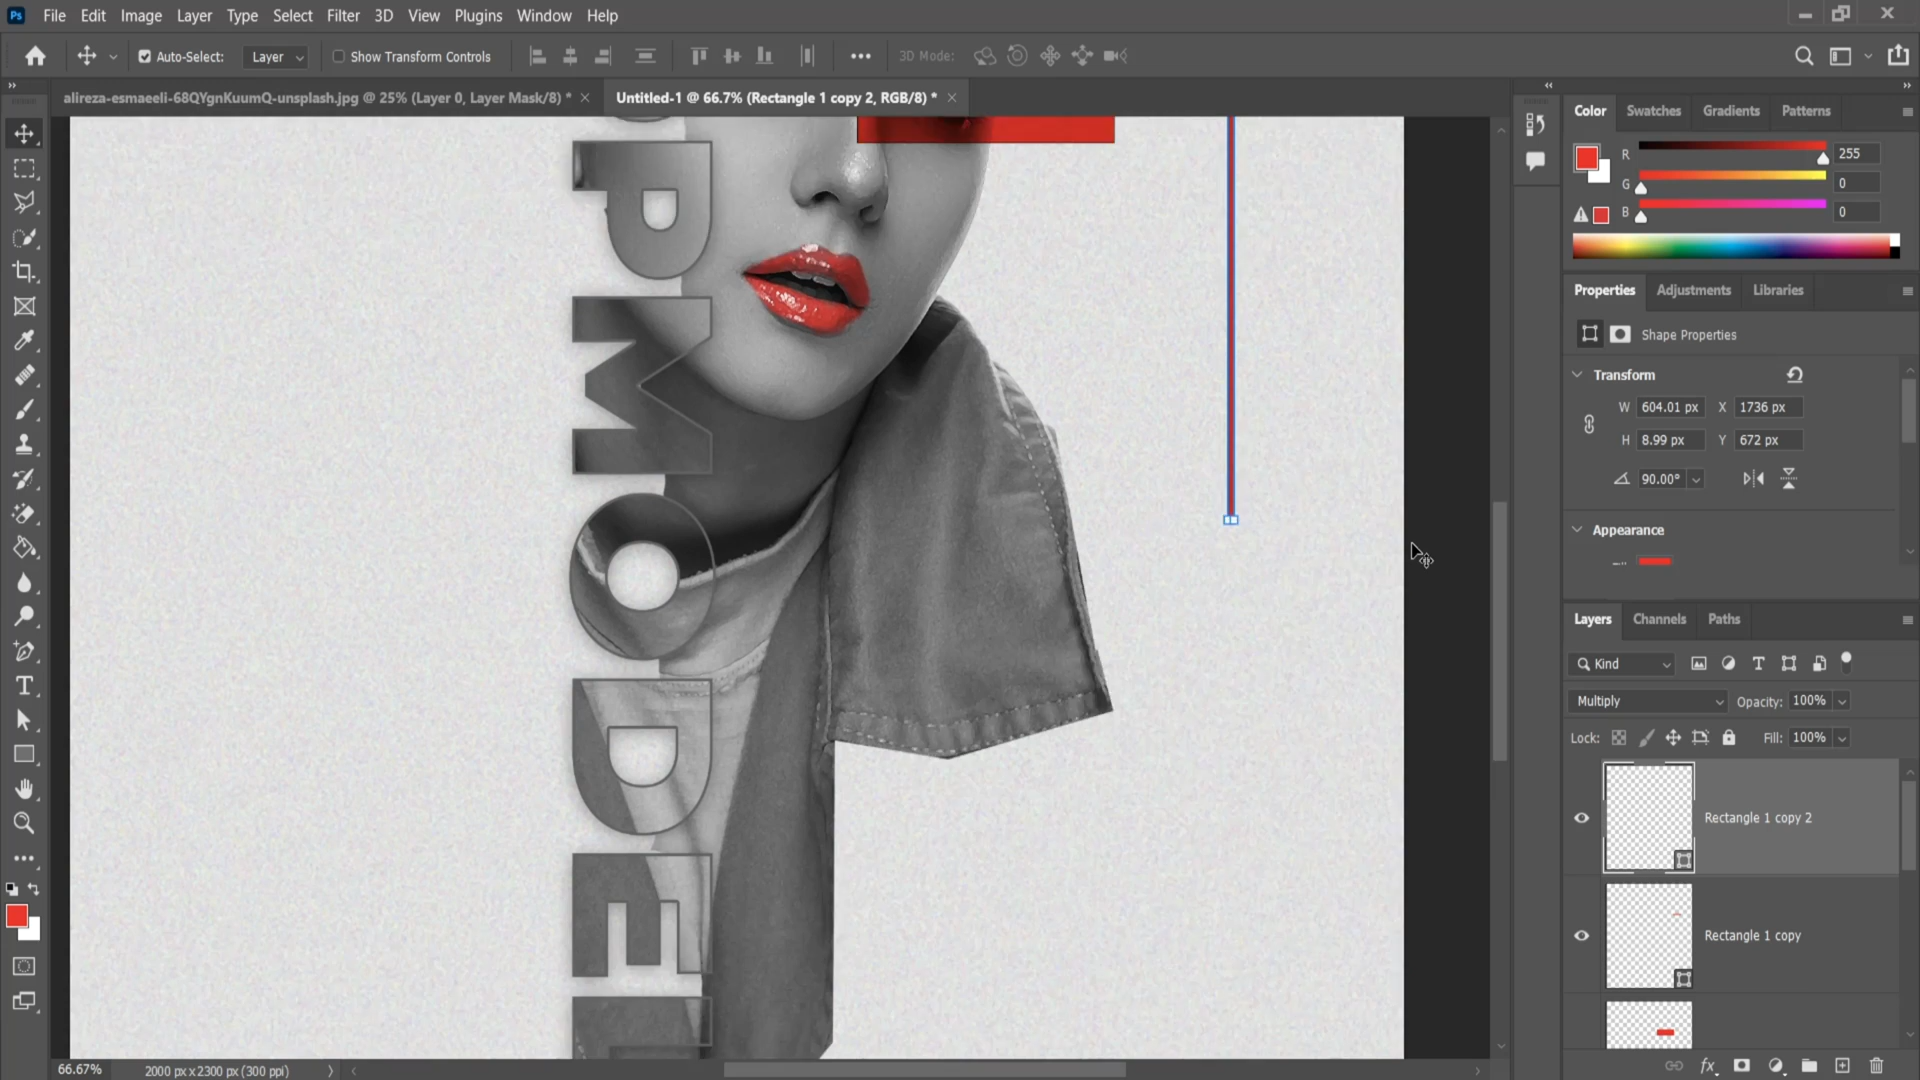 Ps File Edit Image Layer Type Select Filter 3D View Plugins Window Help
Auto-Select: Layer Show Transform Controls 3D Mode:
alireza-esmaeeli-68QYgnKuumQ-unsplash.jpg @ 25% (Layer 0, Layer Mask/8) * Untitled-1 @ 66.7% (Rectangle 1 copy 2, RGB/8) *
Color Swatches Gradients Patterns
R 255
G 0
B 0
Properties Adjustments Libraries
Shape Properties
Transform
W 604.01 px X 1736 px
H 8.99 px Y 672 px
90.00°
Appearance
Layers Channels Paths
Kind
Multiply Opacity: 100%
Lock: Fill: 100%
Rectangle 1 copy 2
Rectangle 1 copy
PMODEL
66.67% 2000 px x 2300 px (300 ppi)